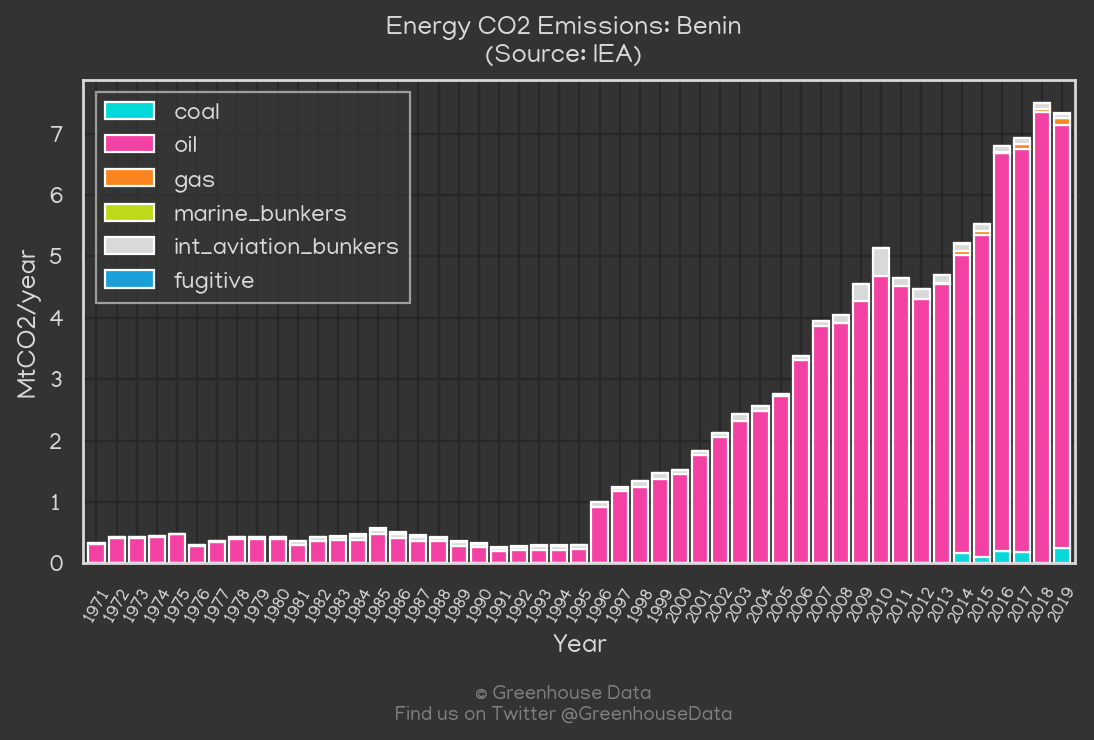 Energy CO2 Emissions: Benin
(Source: IEA)
coal
oil
gas
marine_bunkers
int_aviation_bunkers
fugitive
MtCO2/year
7
6
5
4
3
2
1
0
1971 1972 1973 1974 1975 1976 1977 1978 1979 1980 1981 1982 1983 1984 1985 1986 1987 1988 1989 1990 1991 1992 1993 1994 1995 1996 1997 1998 1999 2000 2001 2002 2003 2004 2005 2006 2007 2008 2009 2010 2011 2012 2013 2014 2015 2016 2017 2018 2019
Year
© Greenhouse Data
Find us on Twitter @GreenhouseData